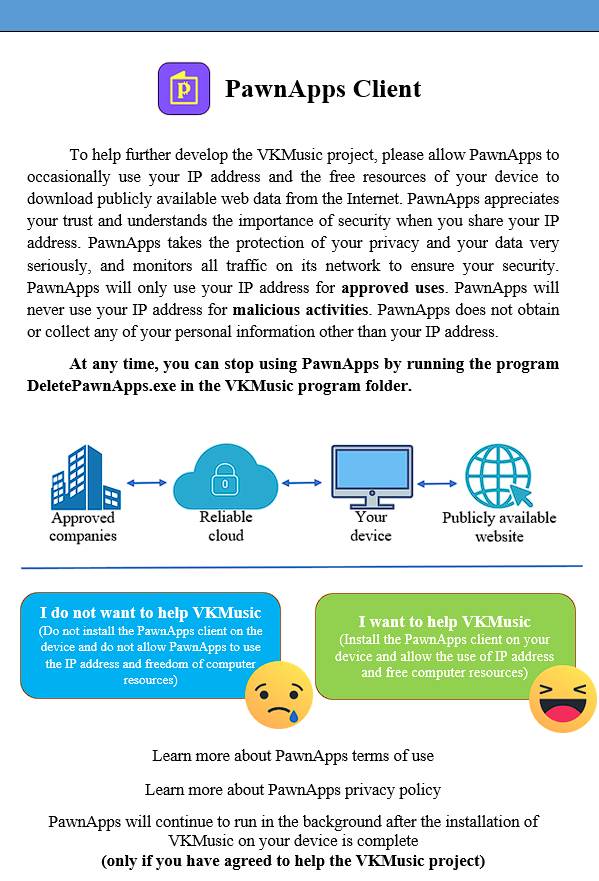 p
PawnApps Client
To help further develop the VKMusic project, please allow PawnApps to
occasionally use your IP address and the free resources of your device to
download publicly available web data from the Internet. PawnApps appreciates
your trust and understands the importance of security when you share your IP
address. PawnApps takes the protection of your privacy and your data very
seriously, and monitors all traffic on its network to ensure your security.
PawnApps will only use your IP address for approved uses. PawnApps will
never use your IP address for malicious activities. PawnApps does not obtain
or collect any of your personal information other than your IP address.
At any time, you can stop using PawnApps by running the program
DeletePawnApps.exe in the VKMusic program folder.
Approved
companies
Reliable
cloud
Your
device
Publicly available
website
I do not want to help VKMusic
(Do not install the PawnApps client on the
device and do not allow PawnApps to use
the IP address and freedom of computer
resources)
I want to help VKMusic
(Install the PawnApps client on your
device and allow the use of IP address
and free computer resources)
Learn more about PawnApps terms of use
Learn more about PawnApps privacy policy
PawnApps will continue to run in the background after the installation of
VKMusic on your device is complete
(only if you have agreed to help the VKMusic project)